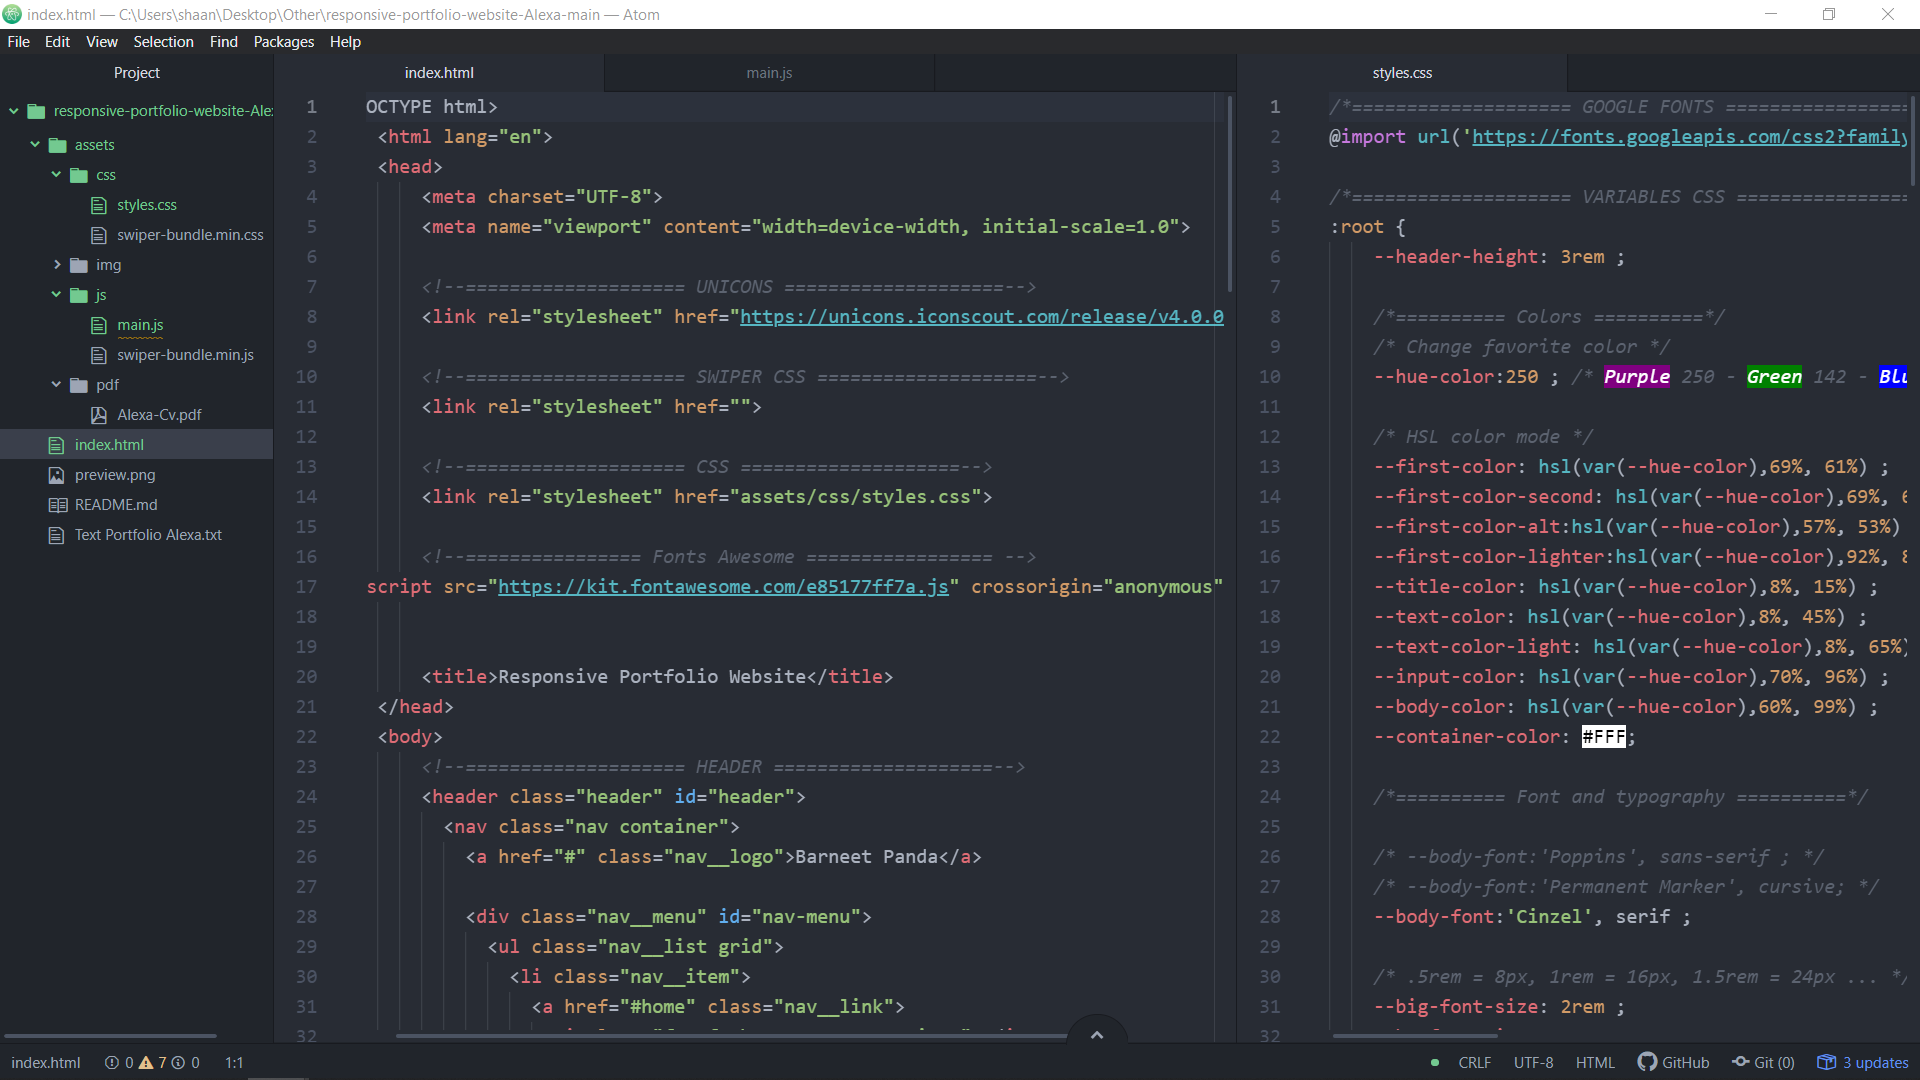 index.html — C:\Users\shaan\Desktop\Other\responsive-portfolio-website-Alexa-main — Atom
File Edit View Selection Find Packages Help
Project
responsive-portfolio-website-Ale
assets
css
styles.css
swiper-bundle.min.css
img
js
main.js
swiper-bundle.min.js
pdf
Alexa-Cv.pdf
index.html
preview.png
README.md
Text Portfolio Alexa.txt
index.html main.js
1 OCTYPE html>
2 <html lang="en">
3 <head>
4 <meta charset="UTF-8">
5 <meta name="viewport" content="width=device-width, initial-scale=1.0">
6
7 <!--==================== UNICONS ====================-->
8 <link rel="stylesheet" href="https://unicons.iconscout.com/release/v4.0.0
9
10 <!--==================== SWIPER CSS ====================-->
11 <link rel="stylesheet" href="">
12
13 <!--==================== CSS ====================-->
14 <link rel="stylesheet" href="assets/css/styles.css">
15
16 <!--================ Fonts Awesome ================= -->
17 script src="https://kit.fontawesome.com/e85177ff7a.js" crossorigin="anonymous"
18
19
20 <title>Responsive Portfolio Website</title>
21 </head>
22 <body>
23 <!--==================== HEADER ====================-->
24 <header class="header" id="header">
25 <nav class="nav container">
26 <a href="#" class="nav__logo">Barneet Panda</a>
27
28 <div class="nav__menu" id="nav-menu">
29 <ul class="nav__list grid">
30 <li class="nav__item">
31 <a href="#home" class="nav__link">
32
styles.css
1 /*==================== GOOGLE FONTS =================
2 @import url('https://fonts.googleapis.com/css2?family
3
4 /*==================== VARIABLES CSS ================
5 :root {
6 --header-height: 3rem ;
7
8 /*========== Colors ==========*/
9 /* Change favorite color */
10 --hue-color:250 ; /* Purple 250 - Green 142 - Blu
11
12 /* HSL color mode */
13 --first-color: hsl(var(--hue-color),69%, 61%) ;
14 --first-color-second: hsl(var(--hue-color),69%, 6
15 --first-color-alt:hsl(var(--hue-color),57%, 53%)
16 --first-color-lighter:hsl(var(--hue-color),92%, 8
17 --title-color: hsl(var(--hue-color),8%, 15%) ;
18 --text-color: hsl(var(--hue-color),8%, 45%) ;
19 --text-color-light: hsl(var(--hue-color),8%, 65%)
20 --input-color: hsl(var(--hue-color),70%, 96%) ;
21 --body-color: hsl(var(--hue-color),60%, 99%) ;
22 --container-color: #FFF;
23
24 /*========== Font and typography ==========*/
25
26 /* --body-font:'Poppins', sans-serif ; */
27 /* --body-font:'Permanent Marker', cursive; */
28 --body-font:'Cinzel', serif ;
29
30 /* .5rem = 8px, 1rem = 16px, 1.5rem = 24px ... */
31 --big-font-size: 2rem ;
32
index.html 0 7 0 1:1 CRLF UTF-8 HTML GitHub Git (0) 3 updates